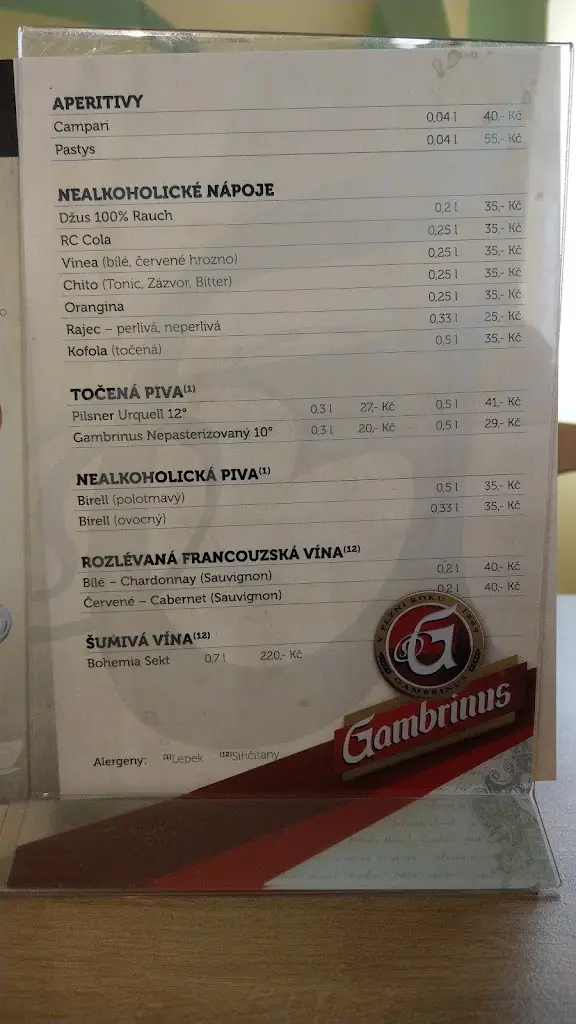 APERITIVY
Campari 0,04 l 40,- Kč
Pastys 0,04 l 55,- Kč
NEALKOHOLICKÉ NÁPOJE
Džus 100% Rauch 0,2 l 35,- Kč
RC Cola 0,25 l 35,- Kč
Vinea (bílé, červené hrozno) 0,25 l 35,- Kč
Chito (Tonic, Zázvor, Bitter) 0,25 l 35,- Kč
Orangina 0,25 l 35,- Kč
Rajec – perlivá, neperlivá 0,33 l 25,- Kč
Kofola (točená) 0,5 l 35,- Kč
TOČENÁ PIVA(1)
Pilsner Urquell 12° 0,3 l 27,- Kč 0,5 l 41,- Kč
Gambrinus Nepasterizovaný 10° 0,3 l 20,- Kč 0,5 l 29,- Kč
NEALKOHOLICKÁ PIVA(1)
Birell (polotmavý) 0,5 l 35,- Kč
Birell (ovocný) 0,33 l 35,- Kč
ROZLÉVANÁ FRANCOUZSKÁ VÍNA(12)
Bílé – Chardonnay (Sauvignon) 0,2 l 40,- Kč
Červené – Cabernet (Sauvignon) 0,2 l 40,- Kč
ŠUMIVÁ VÍNA(12)
Bohemia Sekt 0,7 l 220,- Kč
V PLZNI ROKU 1869
G
GAMBRINUS
Gambrinus
Alergeny: (1)Lepek (12)Siřičitany